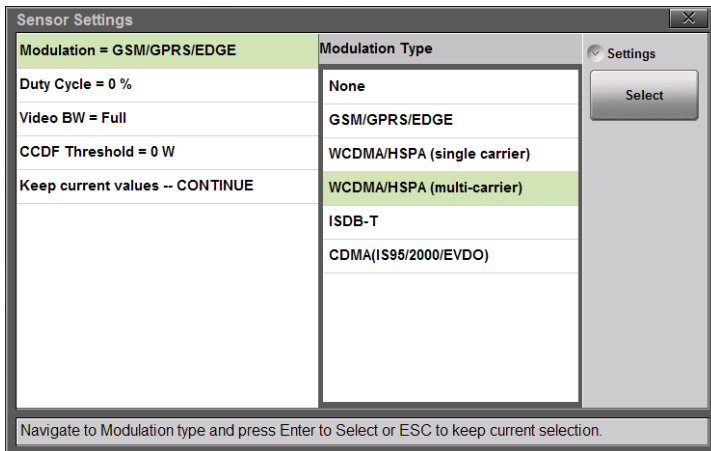 Sensor Settings
Modulation = GSM/GPRS/EDGE
Duty Cycle = 0 %
Video BW = Full
CCDF Threshold = 0 W
Keep current values -- CONTINUE
Modulation Type
None
GSM/GPRS/EDGE
WCDMA/HSPA (single carrier)
WCDMA/HSPA (multi-carrier)
ISDB-T
CDMA(IS95/2000/EVDO)
Settings
Select
Navigate to Modulation type and press Enter to Select or ESC to keep current selection.